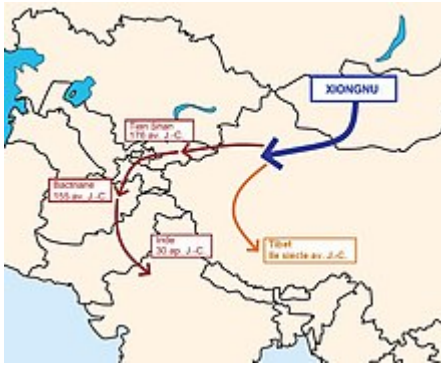 XIONGNU
Tien Shan
176 av. J.-C.
Bactriane
155 av. J.-C.
Inde
30 ap. J.-C.
Tibet
IIe siècle av. J.-C.